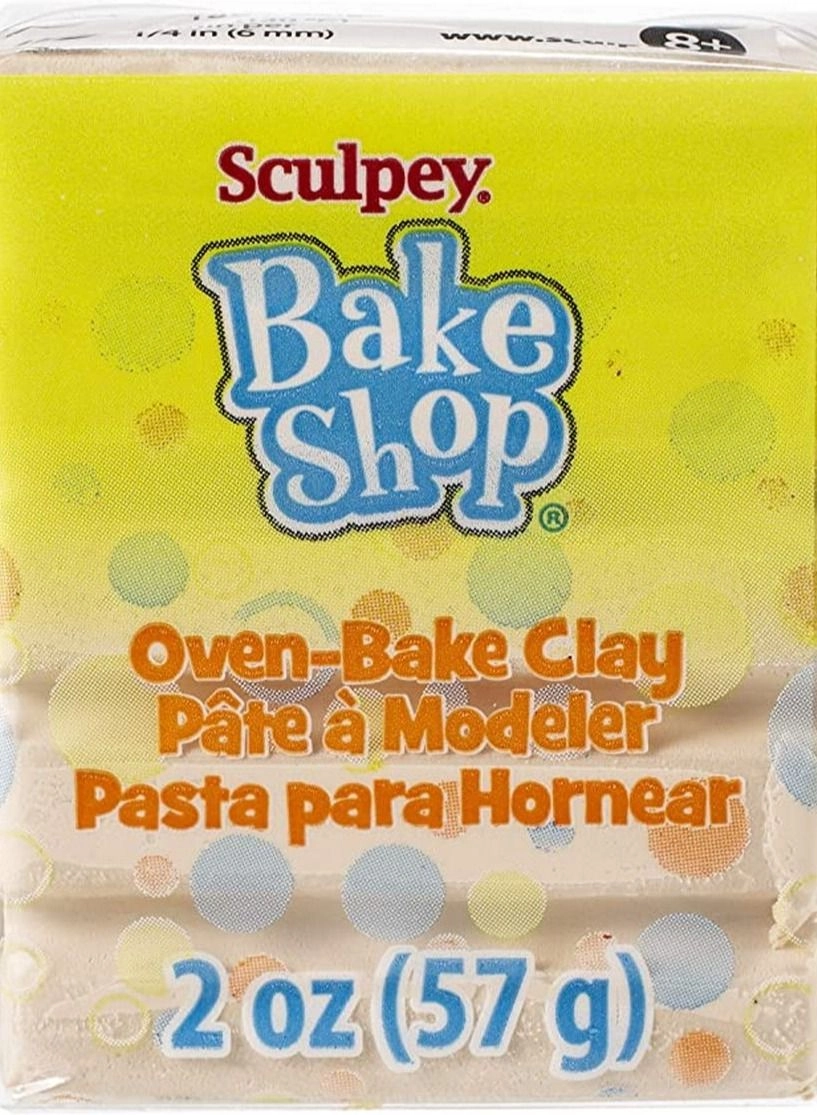 1/4 in (6 mm)
8+
Sculpey®
Bake
Shop®
Oven-Bake Clay
Pâte à Modeler
Pasta para Hornear
2 oz (57 g)